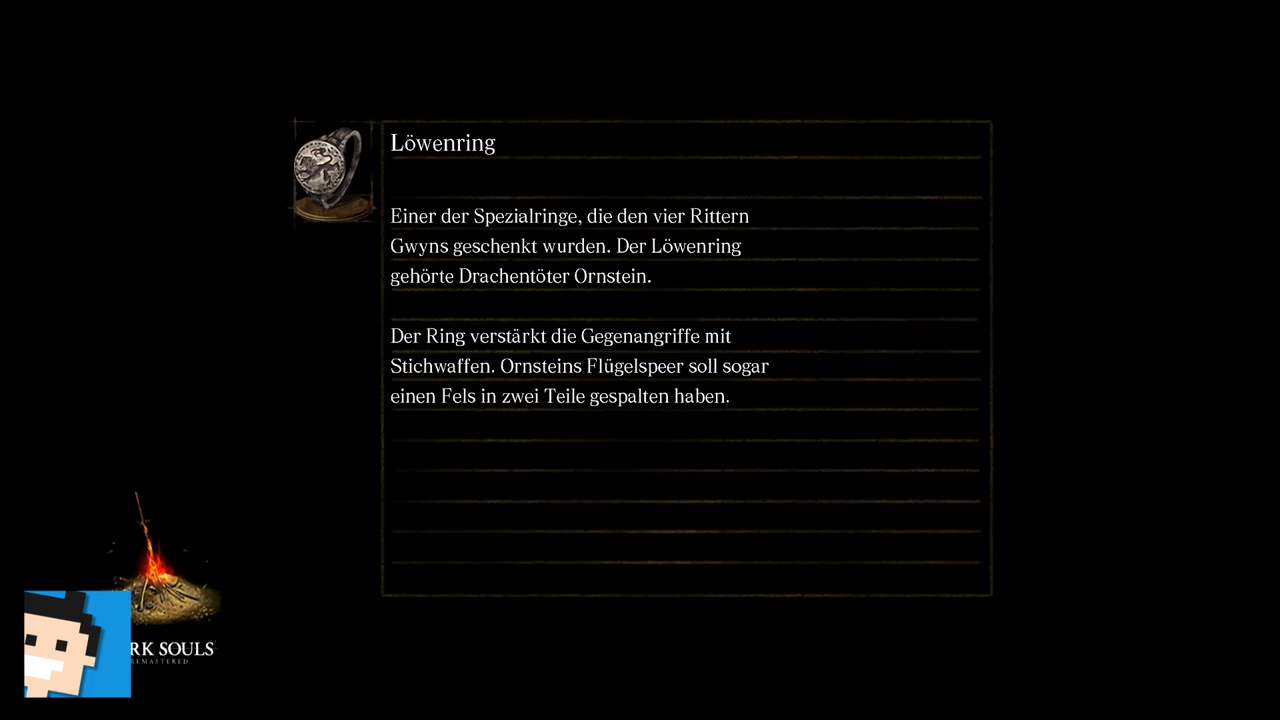 Löwenring
Einer der Spezialringe, die den vier Rittern
Gwyns geschenkt wurden. Der Löwenring
gehörte Drachentöter Ornstein.
Der Ring verstärkt die Gegenangriffe mit
Stichwaffen. Ornsteins Flügelspeer soll sogar
einen Fels in zwei Teile gespalten haben.
RK SOULS
REMASTERED